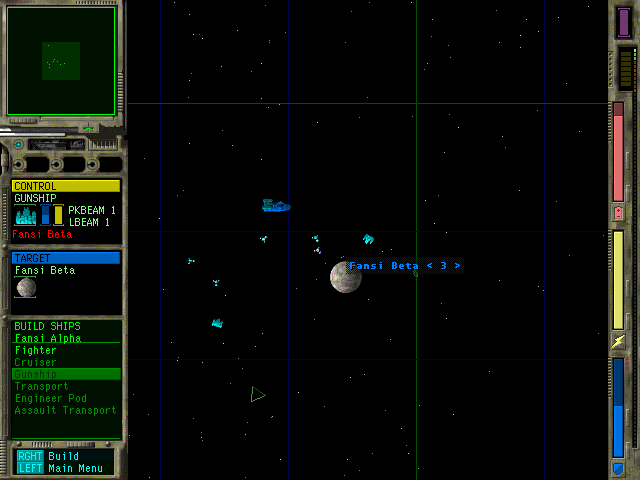 CONTROL
GUNSHIP
PKBEAM 1
LBEAM 1
Fansi Beta
TARGET
Fansi Beta
Fansi Beta < 3 >
BUILD SHIPS
Fansi Alpha
Fighter
Cruiser
Gunship
Transport
Engineer Pod
Assault Transport
RGHT Build
LEFT Main Menu